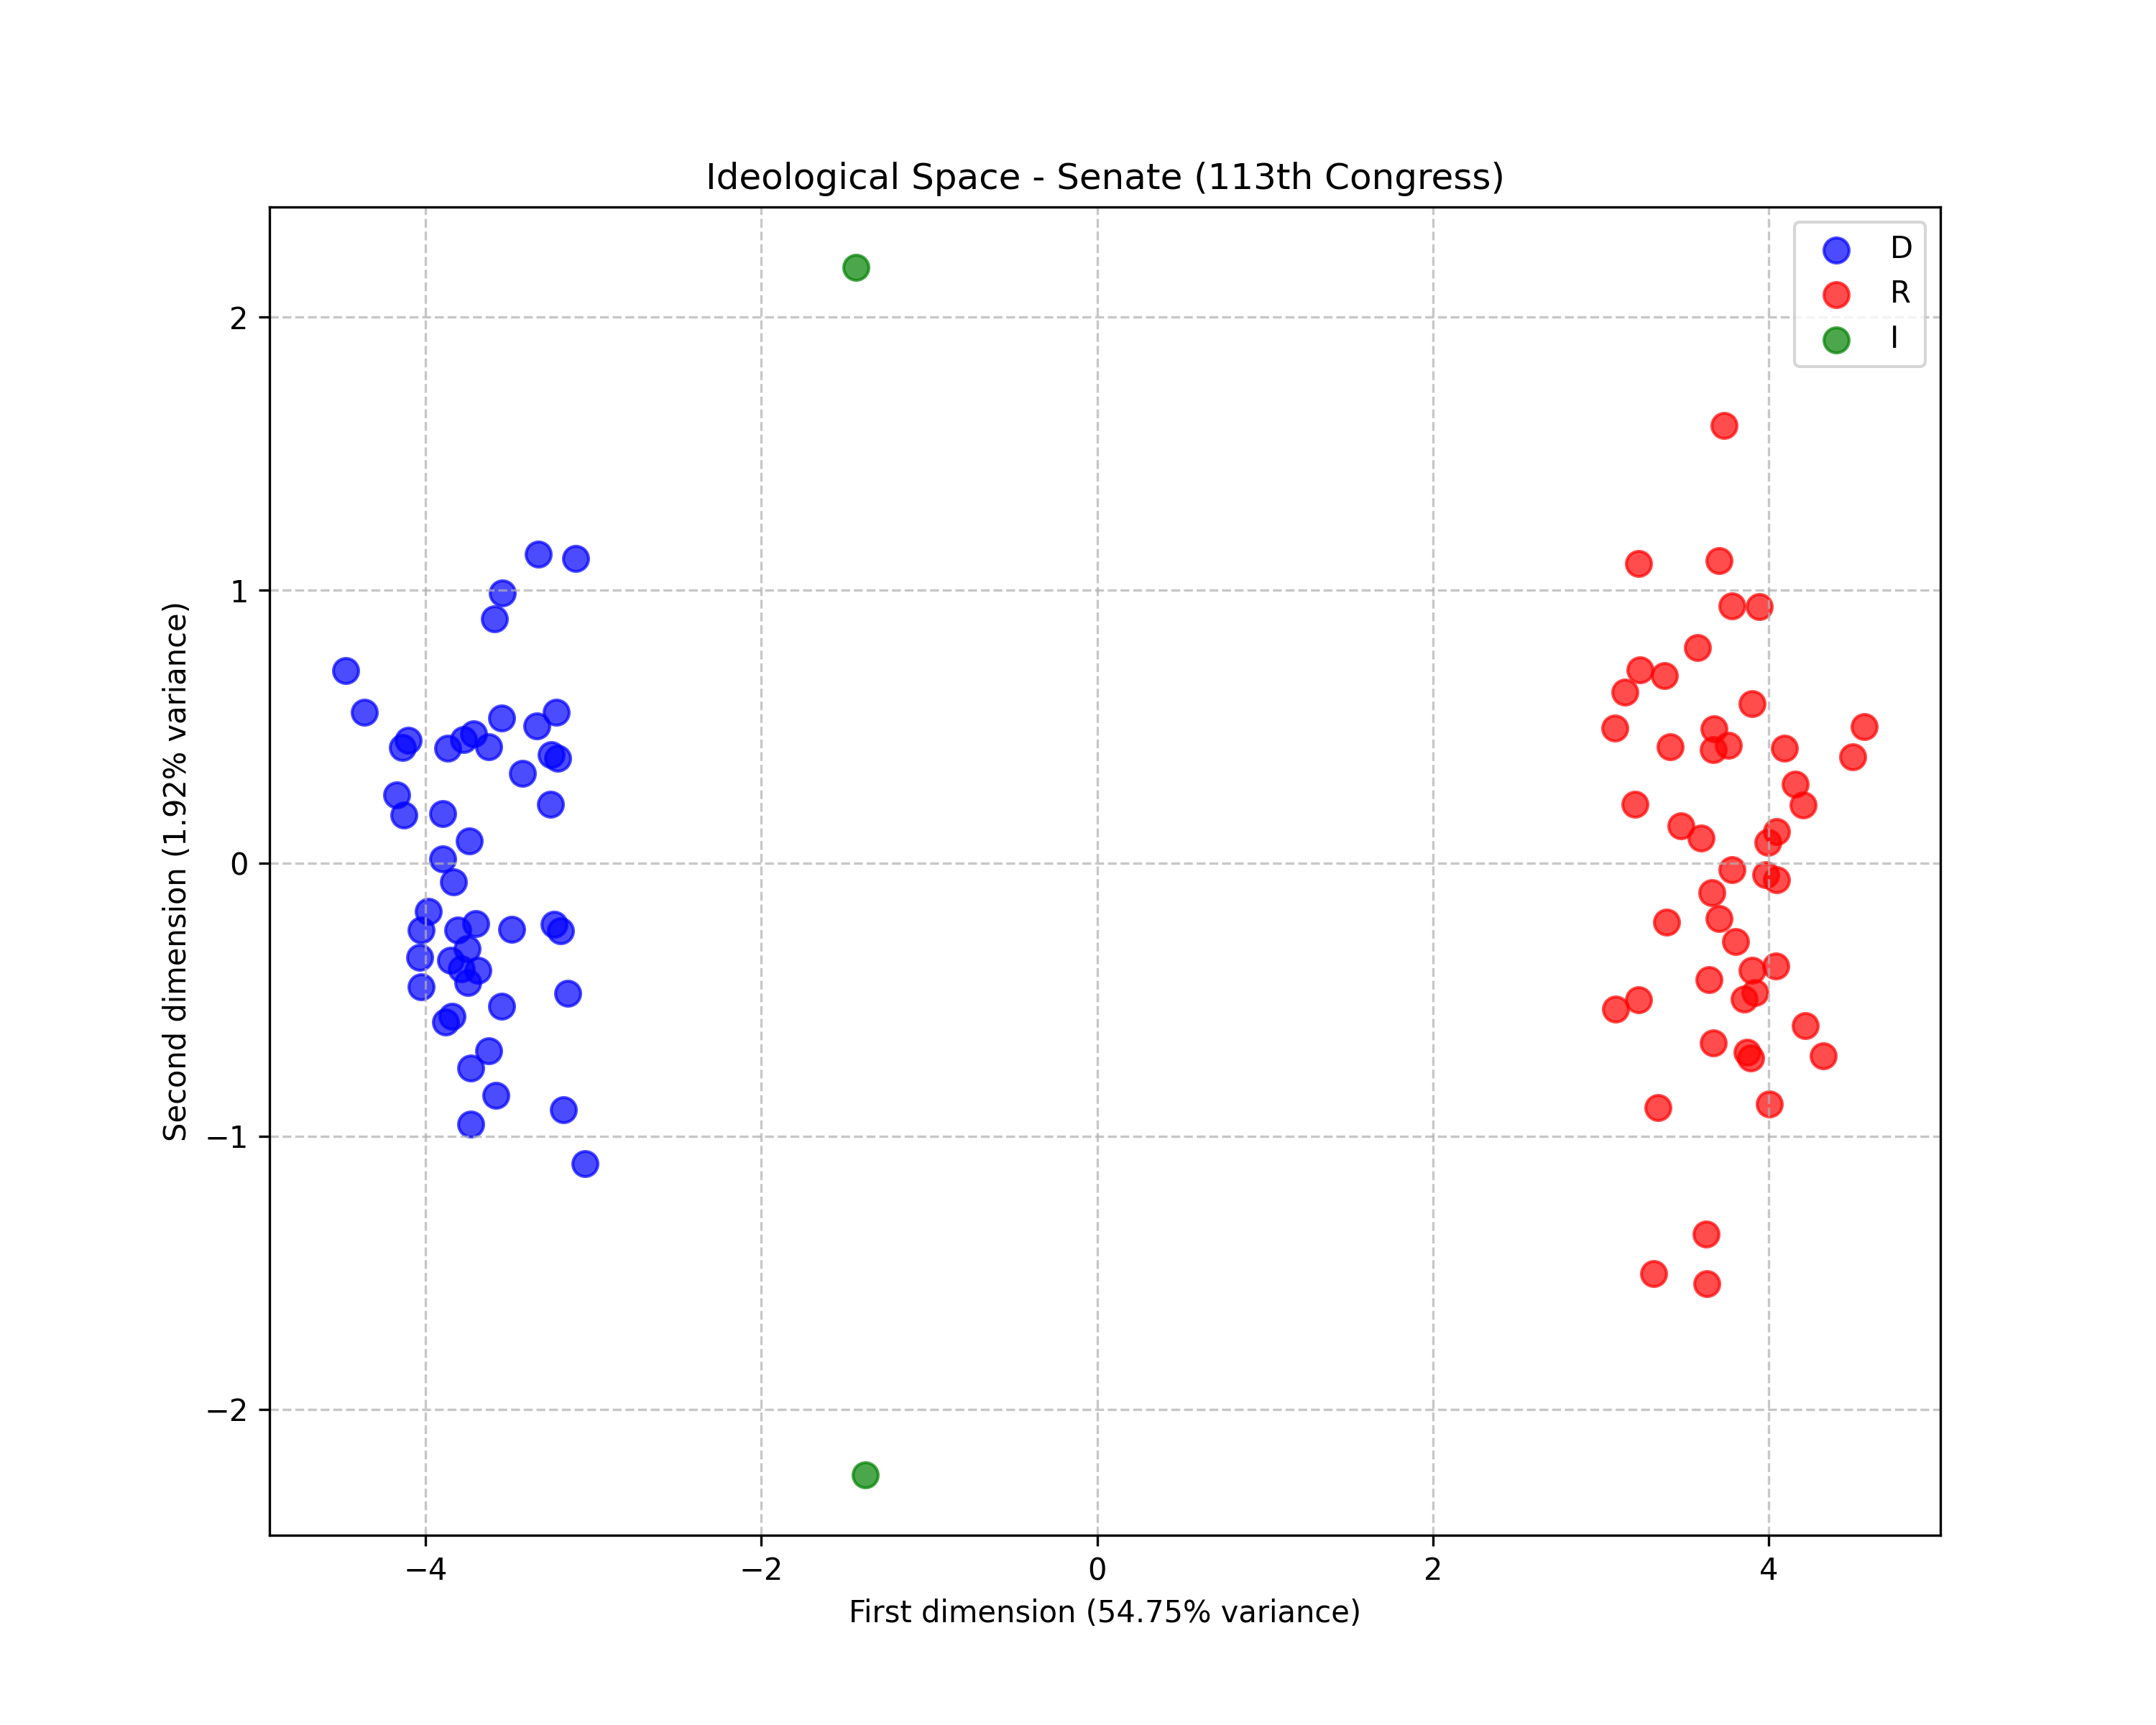 Ideological Space - Senate (113th Congress)
D
R
I
2
1
0
−1
−2
Second dimension (1.92% variance)
−4
−2
0
2
4
First dimension (54.75% variance)